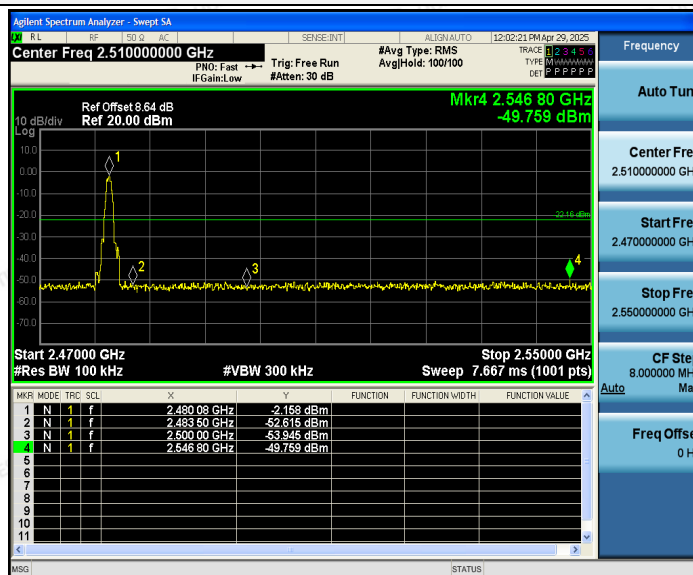 Agilent Spectrum Analyzer - Swept SA
LXI RL RF 50 Ω AC SENSE:INT ALIGN AUTO 12:02:21 PM Apr 29, 2025
Center Freq 2.510000000 GHz
PNO: Fast
IFGain:Low
Trig: Free Run
#Atten: 30 dB
#Avg Type: RMS
Avg|Hold: 100/100
TRACE 1 2 3 4 5 6
TYPE M WWWWW
DET P P P P P P
Ref Offset 8.64 dB
10 dB/div Ref 20.00 dBm
Log
Mkr4 2.546 80 GHz
-49.759 dBm
10.0
0.00
-10.0
-20.0
-30.0
-40.0
-50.0
-60.0
-70.0
1
2
3
4
-22.16 dBm
Start 2.47000 GHz Stop 2.55000 GHz
#Res BW 100 kHz #VBW 300 kHz Sweep 7.667 ms (1001 pts)
MKR MODE TRC SCL X Y FUNCTION FUNCTION WIDTH FUNCTION VALUE
1 N 1 f 2.480 08 GHz -2.158 dBm
2 N 1 f 2.483 50 GHz -52.615 dBm
3 N 1 f 2.500 00 GHz -53.945 dBm
4 N 1 f 2.546 80 GHz -49.759 dBm
5
6
7
8
9
10
11
MSG STATUS
Frequency
Auto Tun
Center Fre
2.510000000 GH
Start Fre
2.470000000 GH
Stop Fre
2.550000000 GH
CF Ste
8.000000 MH
Auto Ma
Freq Offse
0 H